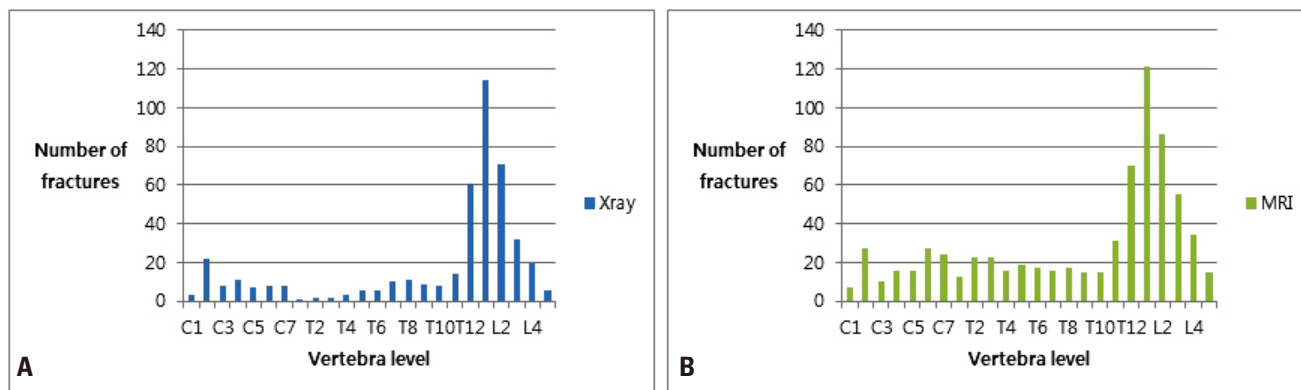 140
120
100
80
60
40
20
0
Number of
fractures
C1 C3 C5 C7 T2 T4 T6 T8 T10 T12 L2 L4
Vertebra level
Xray
A
140
120
100
80
60
40
20
0
Number of
fractures
C1 C3 C5 C7 T2 T4 T6 T8 T10 T12 L2 L4
Vertebra level
MRI
B